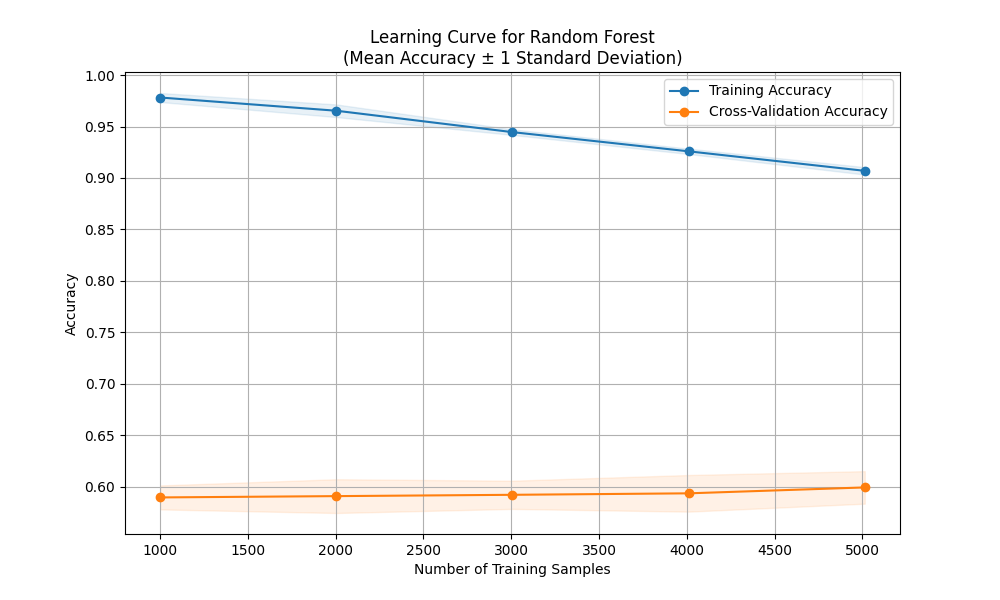 Learning Curve for Random Forest
(Mean Accuracy ± 1 Standard Deviation)
Training Accuracy
Cross-Validation Accuracy
Accuracy
1.00
0.95
0.90
0.85
0.80
0.75
0.70
0.65
0.60
1000 1500 2000 2500 3000 3500 4000 4500 5000
Number of Training Samples